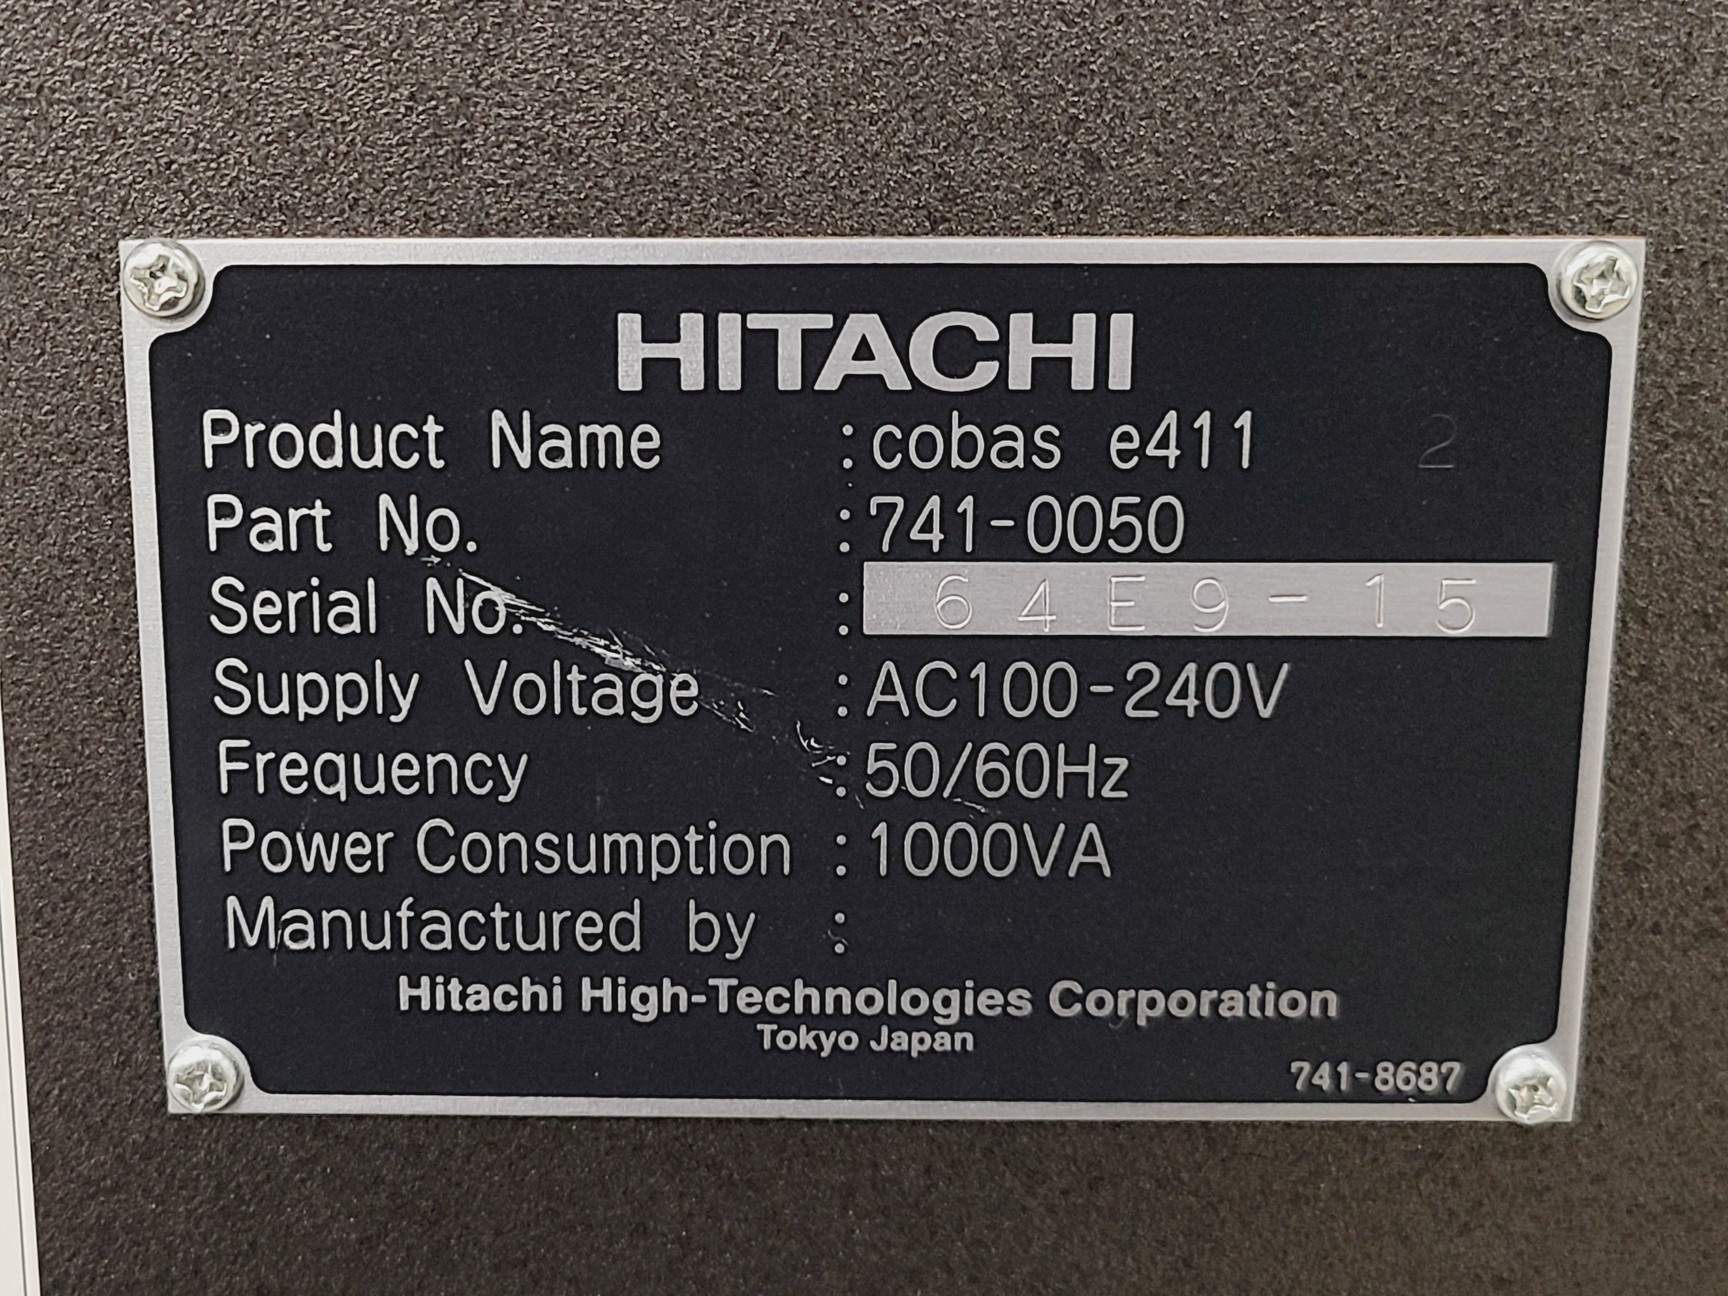 HITACHI
Product Name : cobas e411 2
Part No. : 741-0050
Serial No. : 64E9-15
Supply Voltage : AC100-240V
Frequency : 50/60Hz
Power Consumption : 1000VA
Manufactured by :
Hitachi High-Technologies Corporation
Tokyo Japan
741-8687